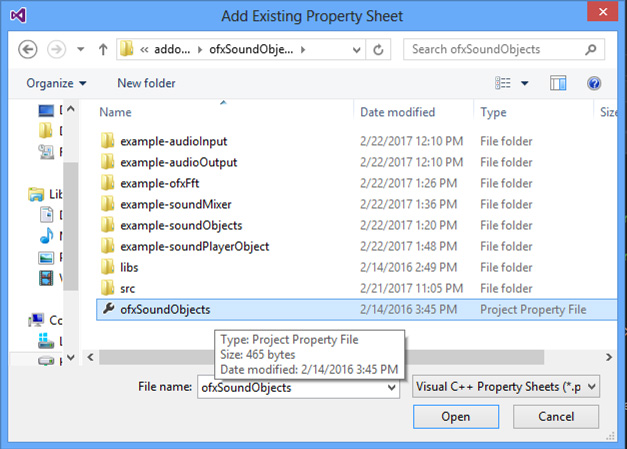 Add Existing Property Sheet
« addo... ofxSoundObje... Search ofxSoundObjects
Organize New folder
Name Date modified Type Siz
example-audioInput 2/22/2017 12:10 PM File folder
example-audioOutput 2/22/2017 12:10 PM File folder
example-ofxFft 2/22/2017 1:26 PM File folder
example-soundMixer 2/22/2017 1:36 PM File folder
example-soundObjects 2/22/2017 1:20 PM File folder
example-soundPlayerObject 2/22/2017 1:48 PM File folder
libs 2/14/2016 2:49 PM File folder
src 2/21/2017 11:05 PM File folder
ofxSoundObjects 2/14/2016 3:45 PM Project Property File
Lib
Co
Type: Project Property File
Size: 465 bytes
Date modified: 2/14/2016 3:45 PM
File name: ofxSoundObjects Visual C++ Property Sheets (*.p
Open Cancel